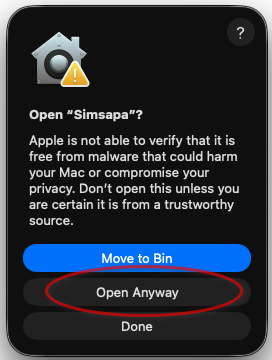 ?
Open “Simsapa”?
Apple is not able to verify that it is
free from malware that could harm
your Mac or compromise your
privacy. Don’t open this unless you
are certain it is from a trustworthy
source.
Move to Bin
Open Anyway
Done